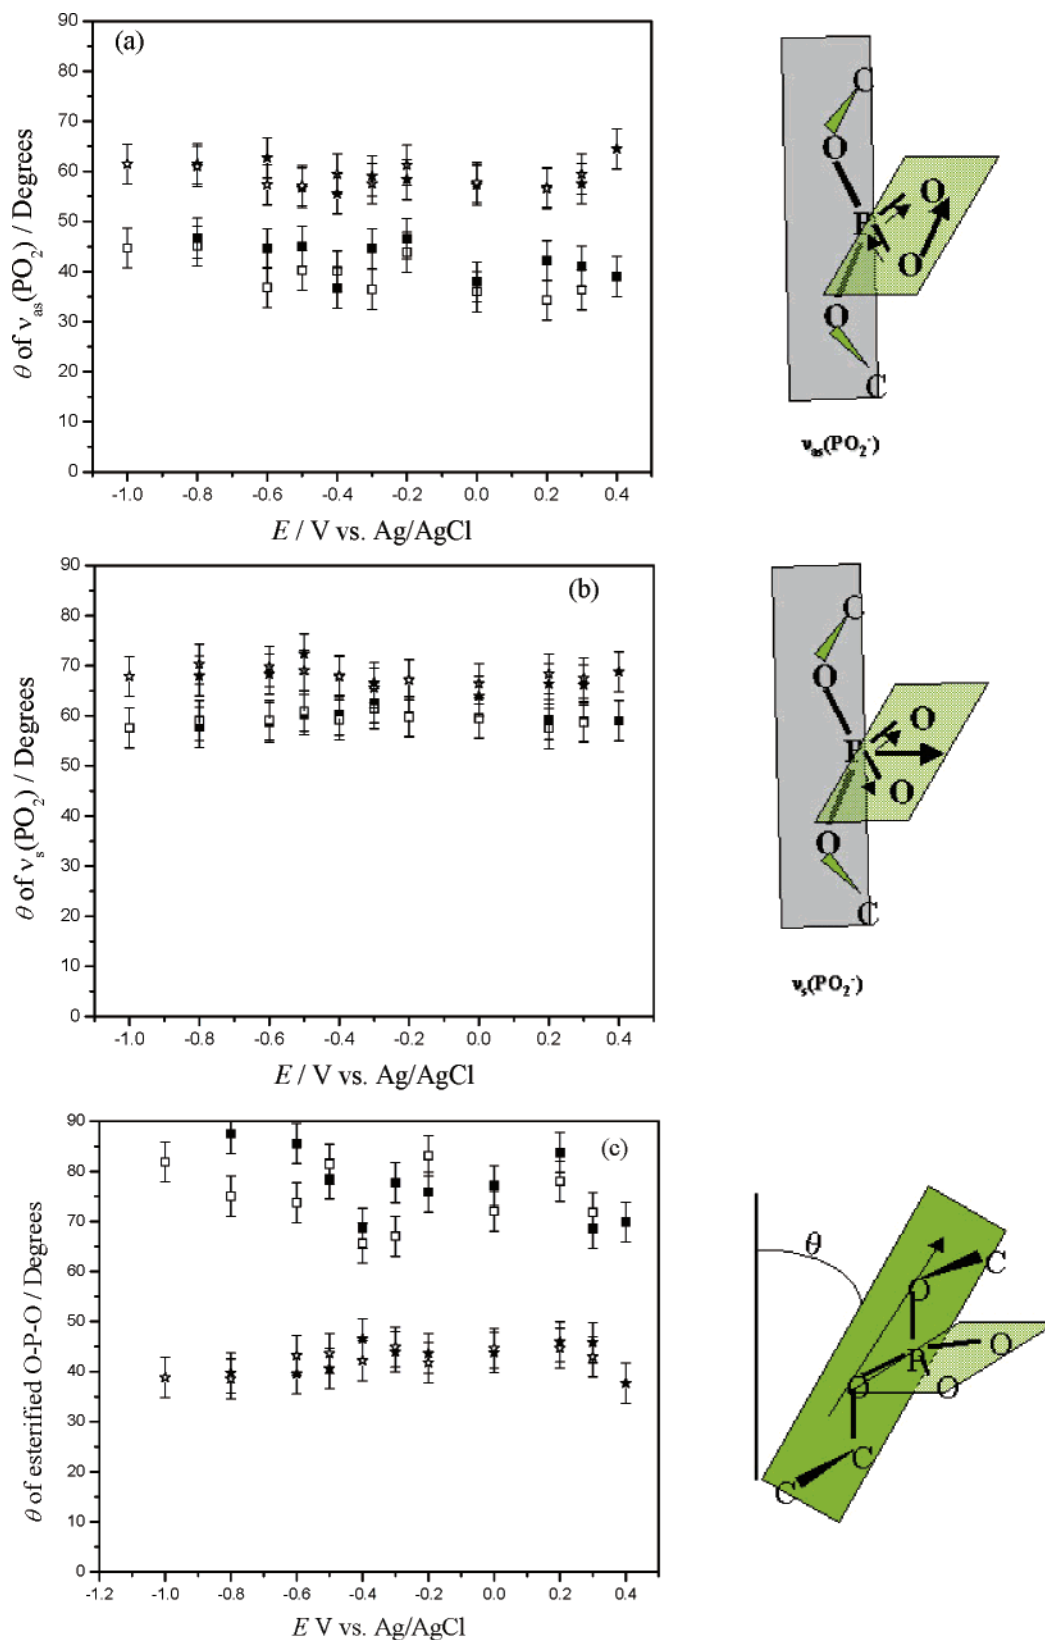 (a)
90
80
70
60
50
40
30
20
10
0
θ of ν_as(PO₂) / Degrees
-1.0 -0.8 -0.6 -0.4 -0.2 0.0 0.2 0.4
E / V vs. Ag/AgCl
C
O
P
O
O
O
C
ν_as(PO₂⁻)
(b)
90
80
70
60
50
40
30
20
10
0
θ of ν_s(PO₂) / Degrees
-1.0 -0.8 -0.6 -0.4 -0.2 0.0 0.2 0.4
E / V vs. Ag/AgCl
C
O
P
O
O
O
C
ν_s(PO₂⁻)
(c)
90
80
70
60
50
40
30
20
10
0
θ of esterified O-P-O / Degrees
-1.2 -1.0 -0.8 -0.6 -0.4 -0.2 0.0 0.2 0.4
E V vs. Ag/AgCl
θ
C
O
P
O
O
O
C
C